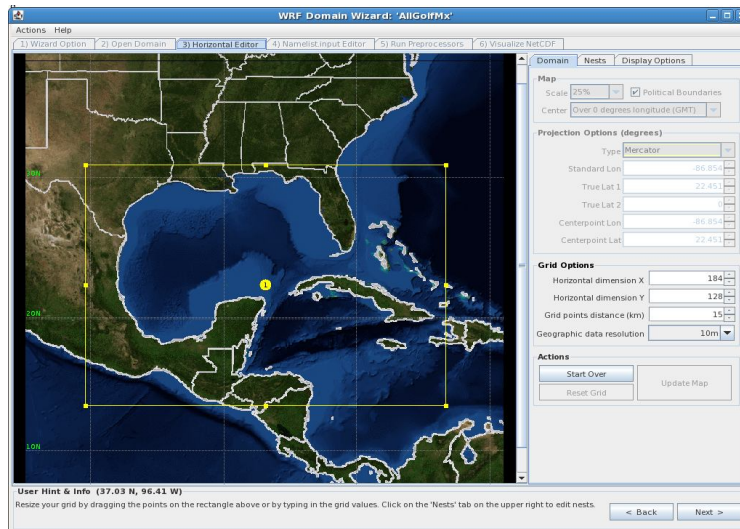 WRF Domain Wizard: 'AllGolfMx'
Actions Help
1) Wizard Option 2) Open Domain 3) Horizontal Editor 4) Namelist.input Editor 5) Run Preprocessors 6) Visualize NetCDF
Domain Nests Display Options
Map
Scale 25% Political Boundaries
Center Over 0 degrees longitude (GMT)
Projection Options (degrees)
Type Mercator
Standard Lon -86.854
True Lat 1 22.451
True Lat 2 0
Centerpoint Lon -86.854
Centerpoint Lat 22.451
Grid Options
Horizontal dimension X 184
Horizontal dimension Y 128
Grid points distance (km) 15
Geographic data resolution 10m
Actions
Start Over
Update Map
Reset Grid
30N
1
20N
10N
User Hint & Info (37.03 N, 96.41 W)
Resize your grid by dragging the points on the rectangle above or by typing in the grid values. Click on the 'Nests' tab on the upper right to edit nests.
< Back Next >